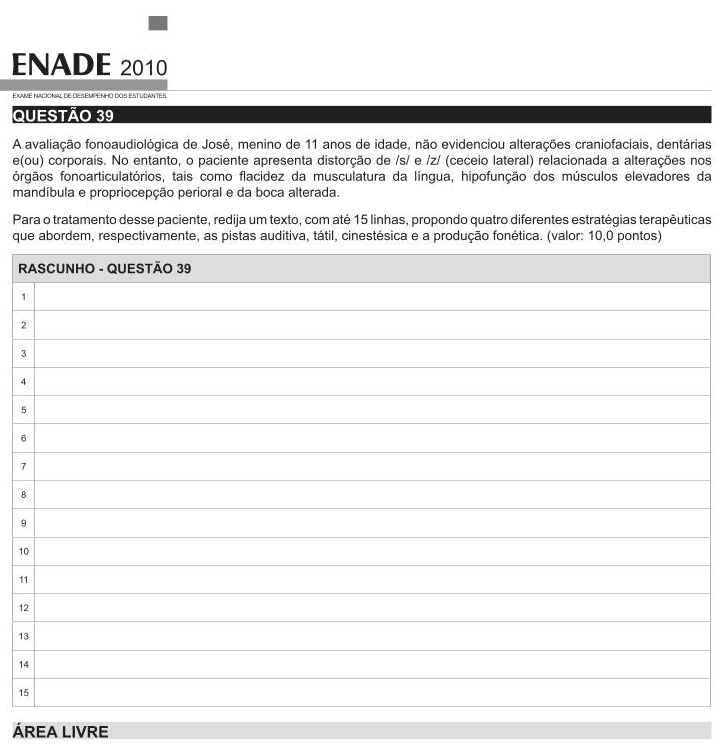 ENADE 2010
EXAME NACIONAL DE DESEMPENHO DOS ESTUDANTES
QUESTÃO 39
A avaliação fonoaudiológica de José, menino de 11 anos de idade, não evidenciou alterações craniofaciais, dentárias
e(ou) corporais. No entanto, o paciente apresenta distorção de /s/ e /z/ (ceceio lateral) relacionada a alterações nos
órgãos fonoarticulatórios, tais como flacidez da musculatura da língua, hipofunção dos músculos elevadores da
mandíbula e propriocepção perioral e da boca alterada.
Para o tratamento desse paciente, redija um texto, com até 15 linhas, propondo quatro diferentes estratégias terapêuticas
que abordem, respectivamente, as pistas auditiva, tátil, cinestésica e a produção fonética. (valor: 10,0 pontos)
RASCUNHO - QUESTÃO 39
1
2
3
4
5
6
7
8
9
10
11
12
13
14
15
ÁREA LIVRE